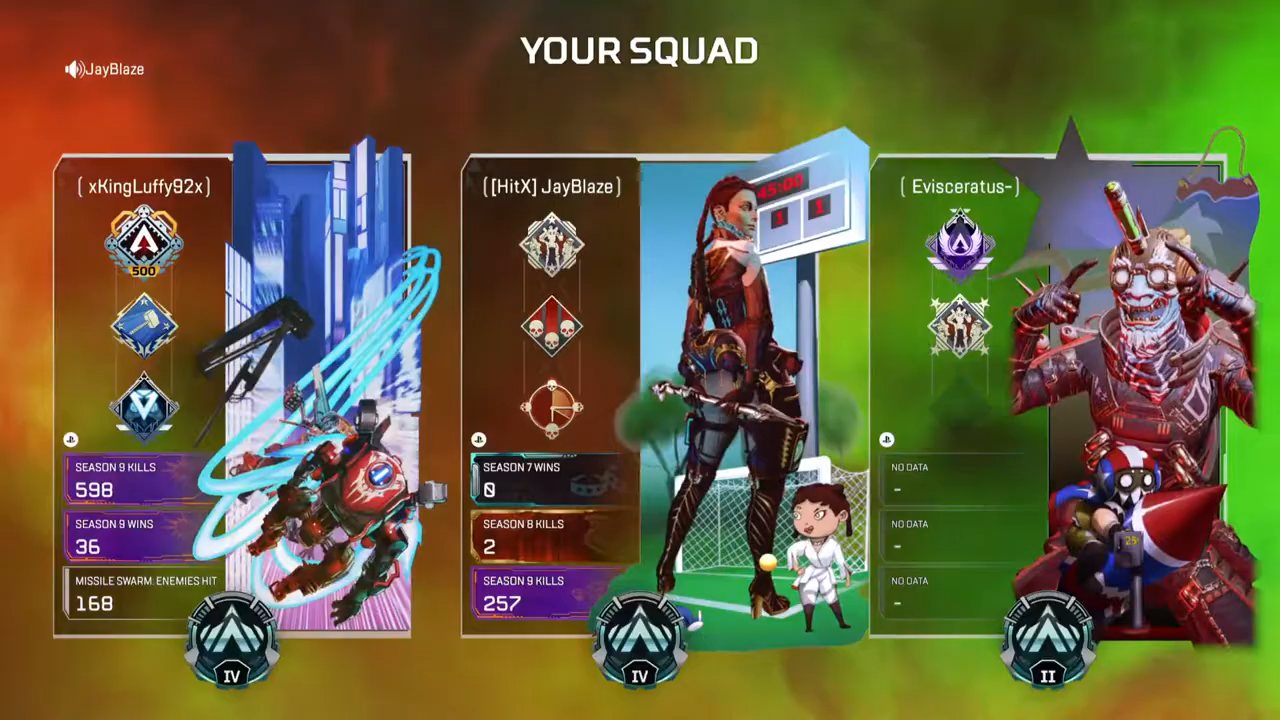 YOUR SQUAD
JayBlaze
( xKingLuffy92x )
500
SEASON 9 KILLS
598
SEASON 9 WINS
36
MISSILE SWARM: ENEMIES HIT
168
IV
( [HitX] JayBlaze )
45:00
1 1
SEASON 7 WINS
0
SEASON 8 KILLS
2
SEASON 9 KILLS
257
IV
( Evisceratus- )
NO DATA
-
NO DATA
-
NO DATA
-
25¢
II